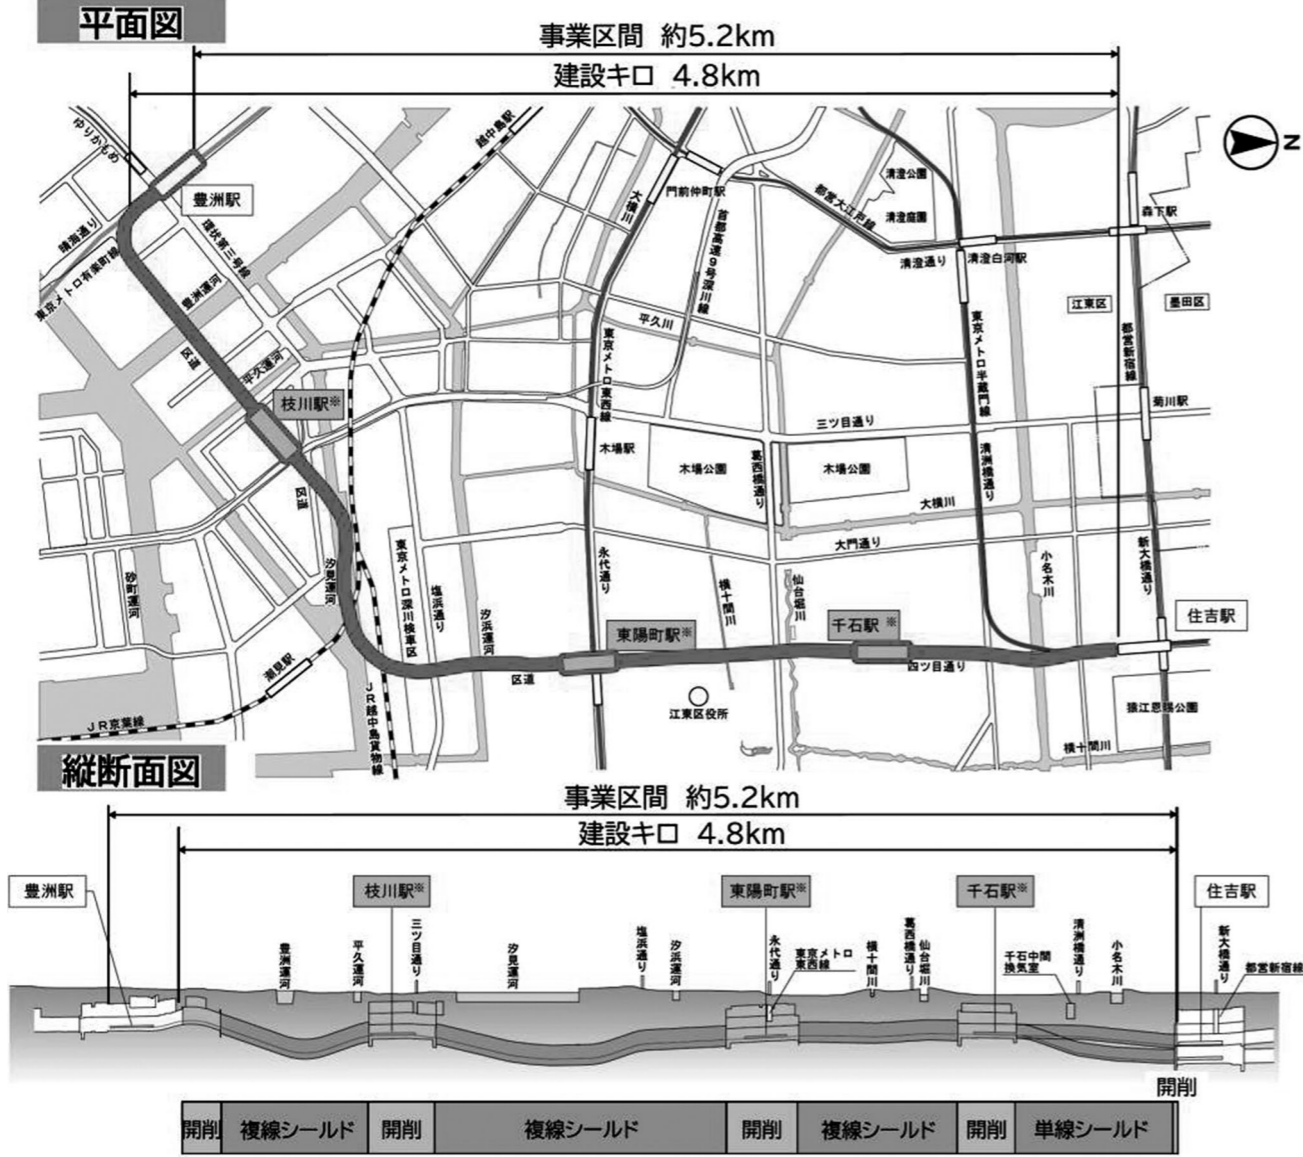 平面図
事業区間 約5.2km
建設キロ 4.8km
N
ゆりかもめ
豊洲駅
晴海通り
環状第三号線
東京メトロ有楽町線
豊洲運河
区道
平久運河
枝川駅※
区道
越中島駅
大横川
門前仲町駅
首都高速9号深川線
都営大江戸線
清澄公園
清澄庭園
清澄通り
清澄白河駅
森下駅
江東区
墨田区
平久川
東京メトロ東西線
東京メトロ半蔵門線
都営新宿線
菊川駅
三ツ目通り
木場駅
木場公園
葛西橋通り
木場公園
清洲橋通り
大横川
大門通り
砂町運河
汐見運河
東京メトロ深川検車区
塩浜通り
汐浜運河
永代通り
横十間川
仙台堀川
小名木川
新大橋通り
東陽町駅※
千石駅※
住吉駅
潮見駅
区道
四ツ目通り
江東区役所
猿江恩賜公園
横十間川
JR京葉線
JR越中島貨物線
縦断面図
事業区間 約5.2km
建設キロ 4.8km
豊洲駅
枝川駅※
東陽町駅※
千石駅※
住吉駅
豊洲運河
平久運河
三ツ目通り
汐見運河
塩浜通り
汐浜運河
永代通り
東京メトロ
東西線
横十間川
葛西橋通り
仙台堀川
千石中間
換気室
清洲橋通り
小名木川
新大橋通り
都営新宿線
開削
開削
複線シールド
開削
複線シールド
開削
複線シールド
開削
単線シールド